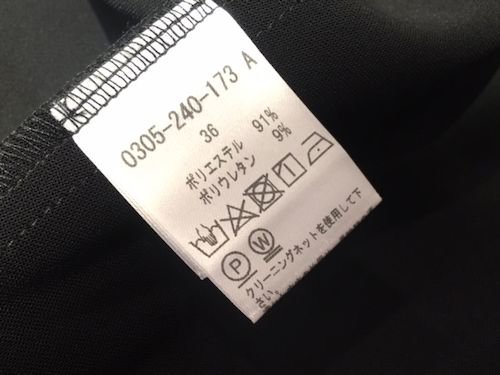 0305-240-173 A
36
ポリエステル 91%
ポリウレタン 9%
P W
クリーニングネットを使用して下
さい。